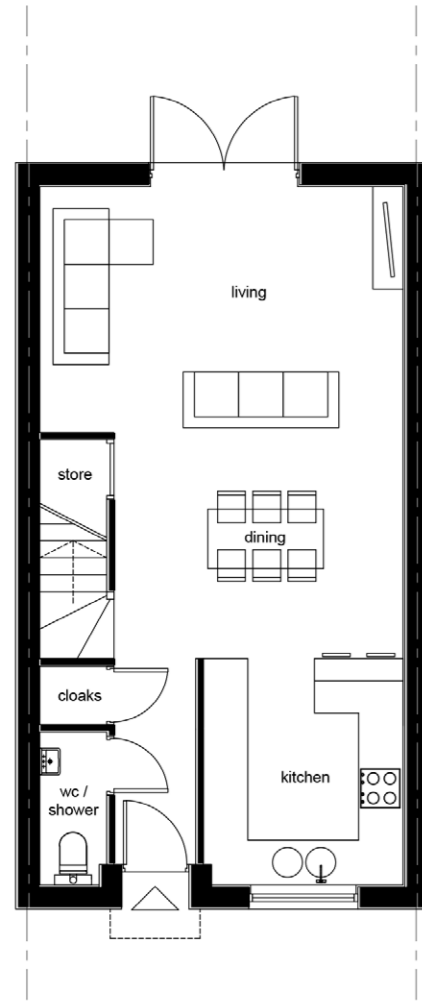 living
store
dining
cloaks
kitchen
wc /
shower